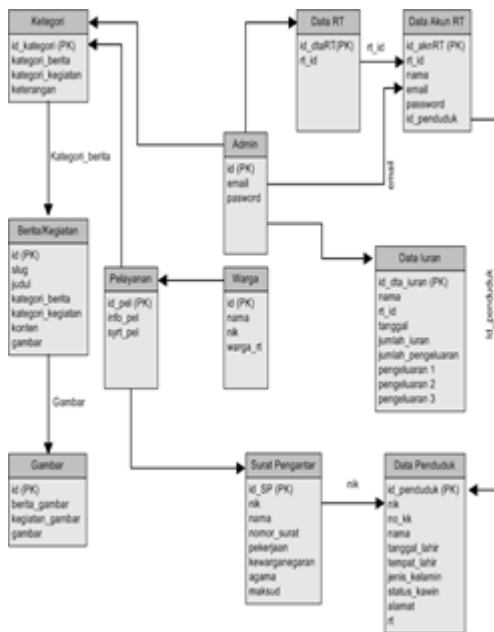 Ketegori
id_kategori (PK)
kategori_berita
kategori_kegiatan
keterangan
Data RT
id_dtaRT(PK)
rt_id
rt_id
Data Akun RT
id_aknRT (PK)
rt_id
nama
email
password
id_penduduk
Admin
id (PK)
email
pasword
email
Kategori_berita
Berita/Kegiatan
id (PK)
slug
judul
kategori_berita
kategori_kegiatan
konten
gambar
Pelayanan
id_pel (PK)
info_pel
syrt_pel
Warga
id (PK)
nama
nik
warga_rt
Data Iuran
id_dta_iuran (PK)
nama
rt_id
tanggal
jumlah_iuran
jumlah_pengeluaran
pengeluaran 1
pengeluaran 2
pengeluaran 3
Id_penduduk
Gambar
Gambar
id (PK)
berita_gambar
kegiatan_gambar
gambar
Surat Pengantar
id_SP (PK)
nik
nama
nomor_surat
pekerjaan
kewarganegaran
agama
maksud
nik
Data Penduduk
id_penduduk (PK)
nik
no_kk
nama
tanggal_lahir
tempat_lahir
jenis_kelamin
status_kawin
alamat
rt